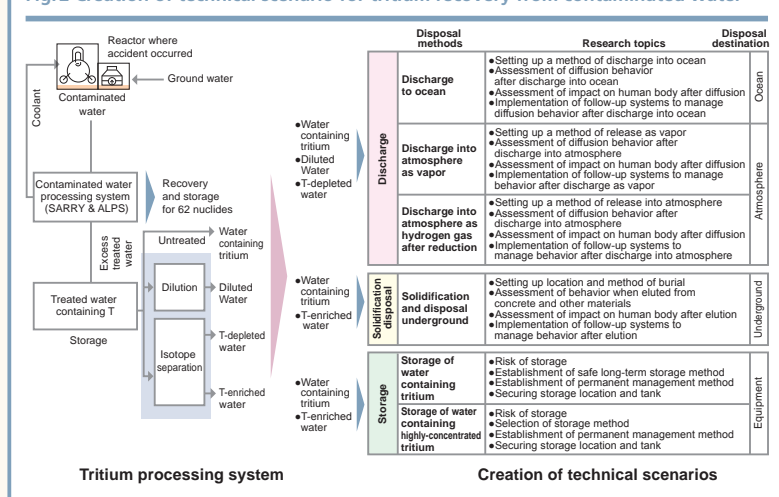 Fig.2 Creation of technical scenario for tritium recovery from contaminated water
Reactor where
accident occurred
Ground water
Contaminated
water
Coolant
Contaminated water
processing system
(SARRY & ALPS)
Recovery
and storage
for 62 nuclides
Excess
treated
water
Treated water
containing T
Storage
Untreated
Water
containing
tritium
Dilution
Diluted
Water
Isotope
separation
T-depleted
water
T-enriched
water
Tritium processing system
●Water
containing
tritium
●Diluted
Water
●T-depleted
water
●Water
containing
tritium
●T-enriched
water
●Water
containing
tritium
●T-enriched
water
Disposal
methods
Research topics
Disposal
destination
Discharge
Discharge
to ocean
●Setting up a method of discharge into ocean
●Assessment of diffusion behavior
after discharge into ocean
●Assessment of impact on human body after diffusion
●Implementation of follow-up systems to manage
diffusion behavior after discharge into ocean
Ocean
Discharge into
atmosphere
as vapor
●Setting up a method of release as vapor
●Assessment of diffusion behavior after
discharge into atmosphere
●Assessment of impact on human body after diffusion
●Implementation of follow-up systems to manage
behavior after discharge as vapor
Atmosphere
Discharge into
atmosphere as
hydrogen gas
after reduction
●Setting up a method of release into atmosphere
●Assessment of diffusion behavior after
discharge into atmosphere
●Assessment of impact on human body after diffusion
●Implementation of follow-up systems to
manage behavior after discharge into atmosphere
Solidification
disposal
Solidification
and disposal
underground
●Setting up location and method of burial
●Assessment of behavior when eluted from
concrete and other materials
●Assessment of impact on human body after elution
●Implementation of follow-up systems to
manage behavior after elution
Underground
Storage
Storage of
water
containing
tritium
●Risk of storage
●Establishment of safe long-term storage method
●Establishment of permanent management method
●Securing storage location and tank
Equipment
Storage of water
containing
highly-concentrated
tritium
●Risk of storage
●Selection of storage method
●Establishment of permanent management method
●Securing storage location and tank
Creation of technical scenarios